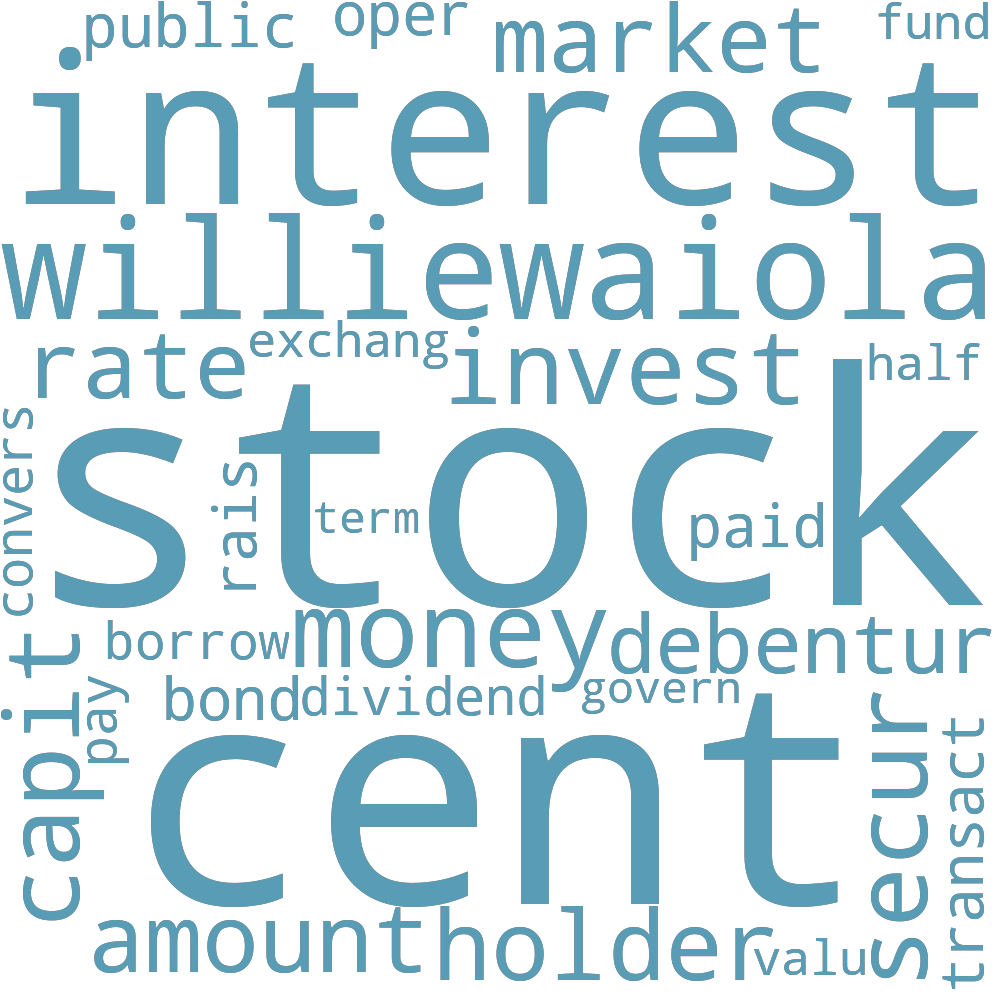 public oper market fund
interest
williewaiola
rate exchang invest half
convers stock
rais term paid
borrow money debentur
capit pay bond dividend govern
cent secur transact
amount holder valu